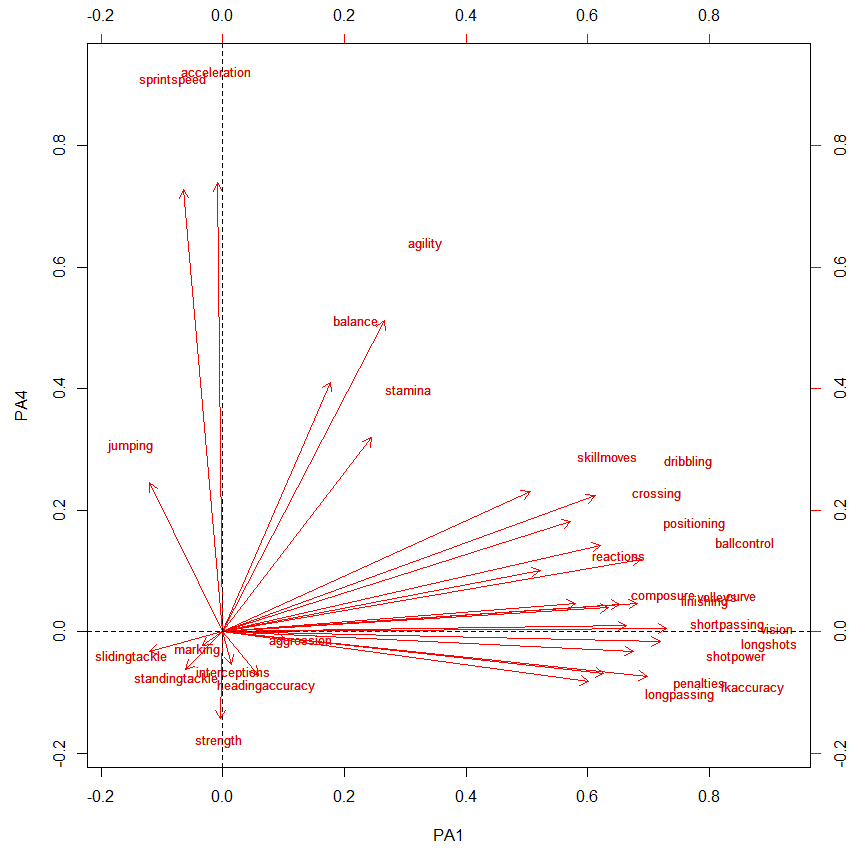 -0.2 0.0 0.2 0.4 0.6 0.8
acceleration
sprintspeed
0.8 0.8
agility
0.6 0.6
balance
stamina
0.4 0.4
PA4
jumping
skillmoves dribbling
crossing
0.2 0.2
positioning
ballcontrol
reactions
composure volleys curve
finishing
shortpassing
0.0 0.0
vision
aggression
longshots
marking
slidingtackle shotpower
interceptions
standingtackle
penalties
headingaccuracy fkaccuracy
longpassing
strength
-0.2 -0.2
-0.2 0.0 0.2 0.4 0.6 0.8
PA1